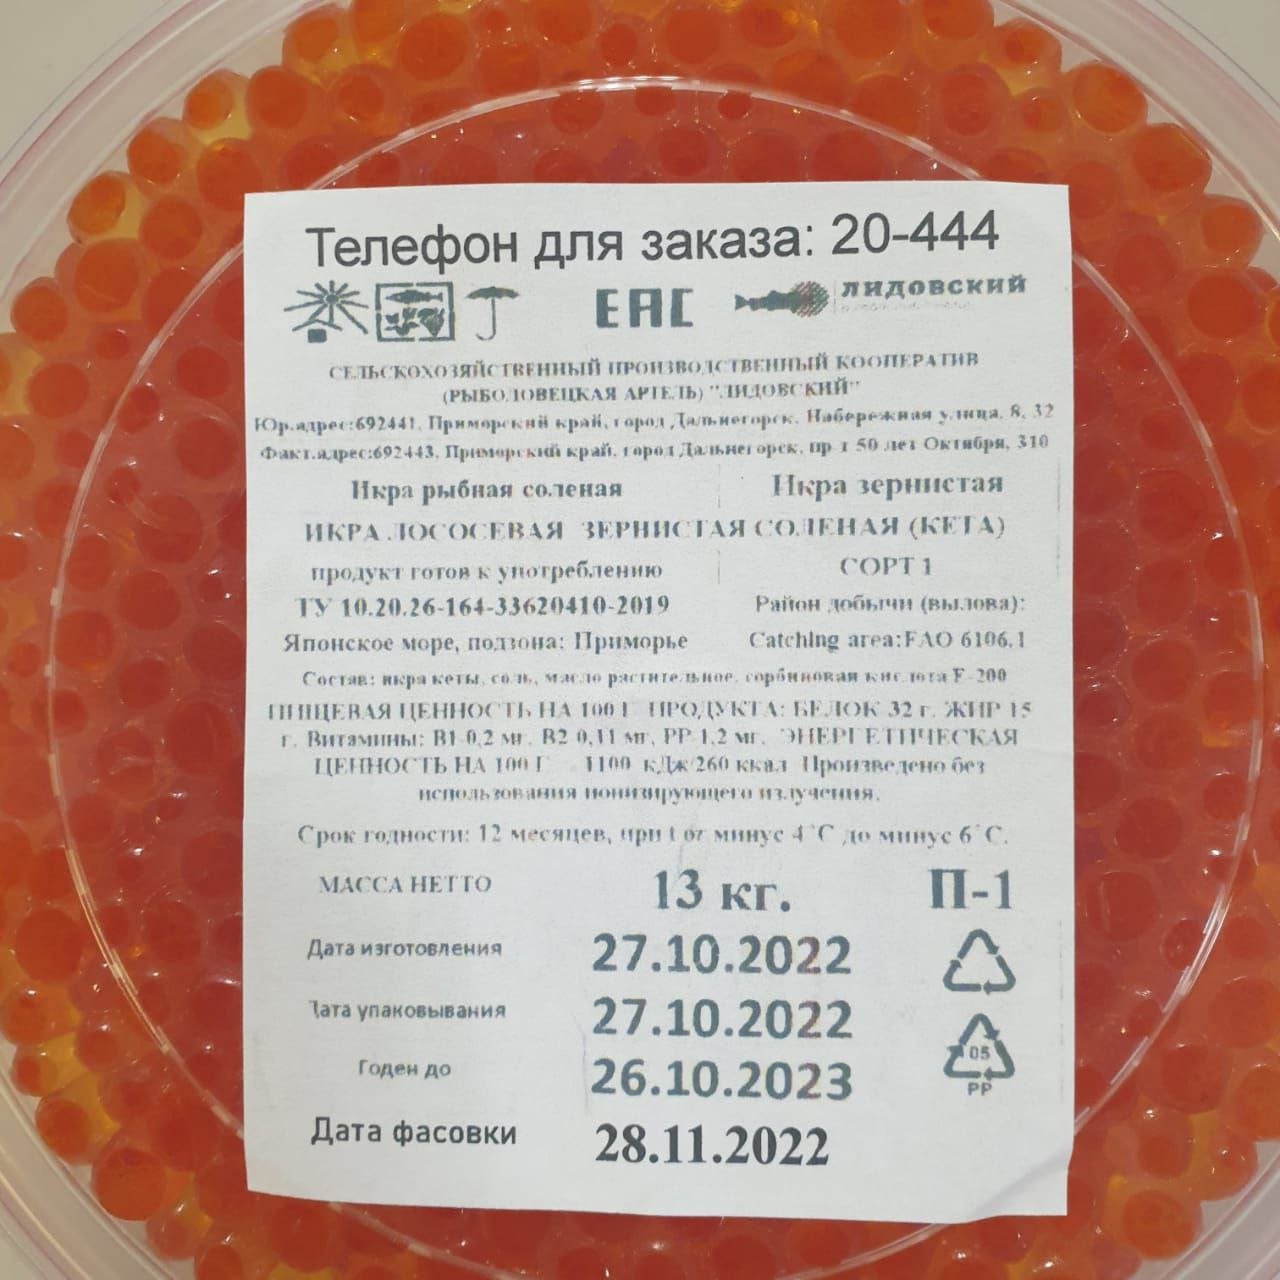 Телефон для заказа: 20-444
ЕАС
ЛИДОВСКИЙ
СЕЛЬСКОХОЗЯЙСТВЕННЫЙ ПРОИЗВОДСТВЕННЫЙ КООПЕРАТИВ
(РЫБОЛОВЕЦКАЯ АРТЕЛЬ) "ЛИДОВСКИЙ"
Юр.адрес:692441, Приморский край, город Дальнегорск, Набережная улица, 8, 32
Факт.адрес:692443, Приморский край, город Дальнегорск, пр-т 50 лет Октября, 310
Икра рыбная соленая Икра зернистая
ИКРА ЛОСОСЕВАЯ ЗЕРНИСТАЯ СОЛЕНАЯ (КЕТА)
продукт готов к употреблению СОРТ 1
ТУ 10.20.26-164-33620410-2019 Район добычи (вылова):
Японское море, подзона: Приморье Catching area:FAO 6106.1
Состав: икра кеты, соль, масло растительное, сорбиновая кислота Е-200
ПИЩЕВАЯ ЦЕННОСТЬ НА 100 Г ПРОДУКТА: БЕЛОК 32 г. ЖИР 15
г. Витамины: В1-0,2 мг, В2-0,11 мг, РР-1,2 мг. ЭНЕРГЕТИЧЕСКАЯ
ЦЕННОСТЬ НА 100 Г 1100 кДж/260 ккал Произведено без
использования ионизирующего излучения.
Срок годности: 12 месяцев, при t от минус 4°С до минус 6°С.
МАССА НЕТТО 13 кг. П-1
Дата изготовления 27.10.2022
Дата упаковывания 27.10.2022
Годен до 26.10.2023
05
PP
Дата фасовки 28.11.2022